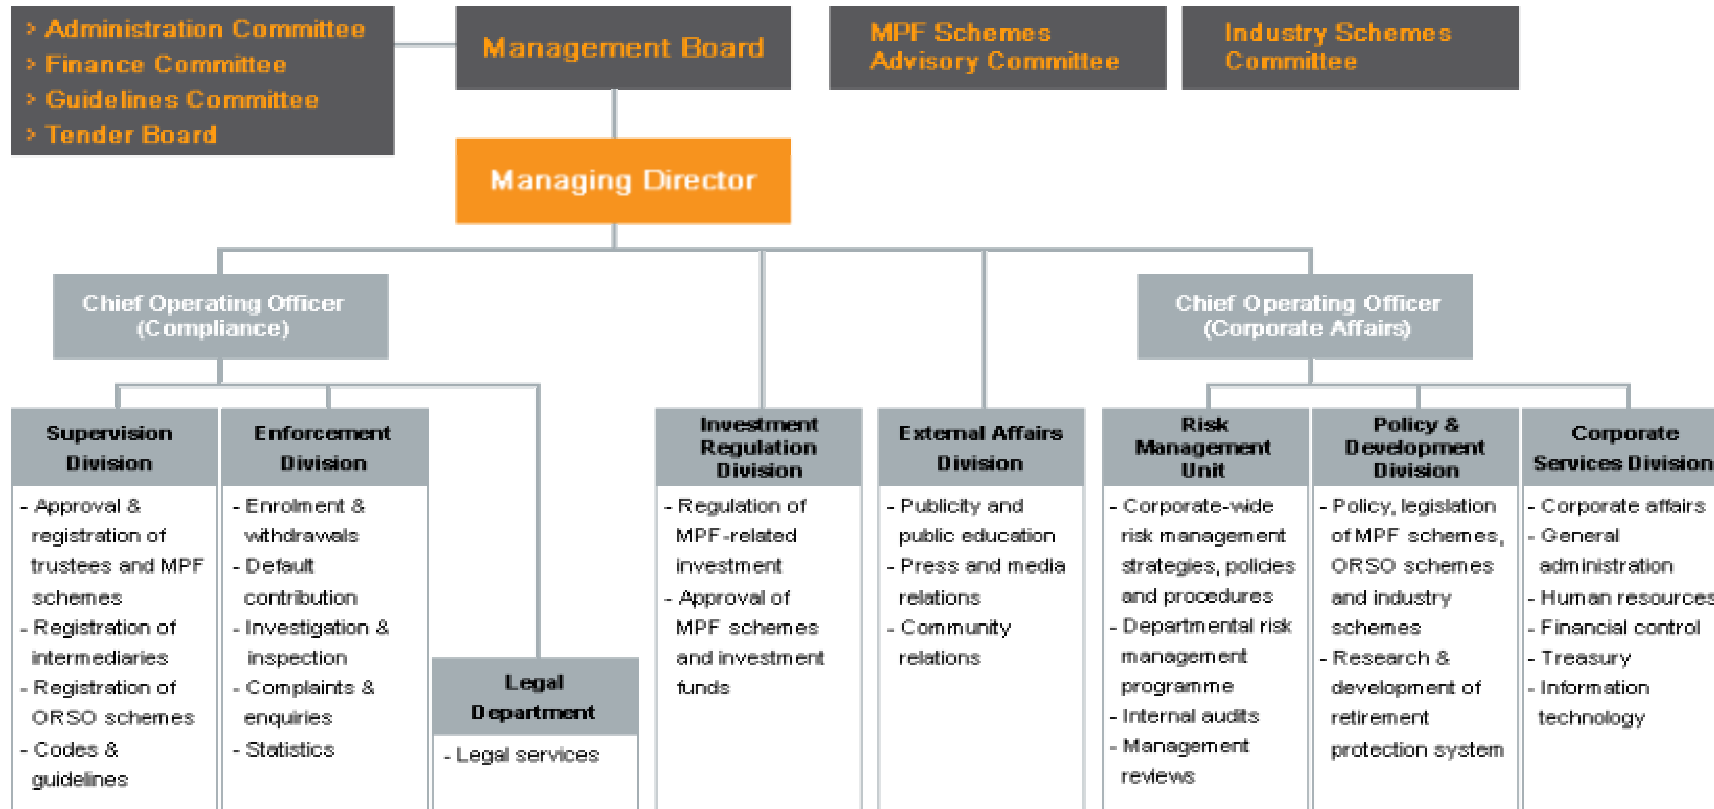 > Administration Committee
> Finance Committee
> Guidelines Committee
> Tender Board
Management Board
MPF Schemes
Advisory Committee
Industry Schemes
Committee
Managing Director
Chief Operating Officer
(Compliance)
Chief Operating Officer
(Corporate Affairs)
Supervision
Division
- Approval &
registration of
trustees and MPF
schemes
- Registration of
intermediaries
- Registration of
ORSO schemes
- Codes &
guidelines
Enforcement
Division
- Enrolment &
withdrawals
- Default
contribution
- Investigation &
inspection
- Complaints &
enquiries
- Statistics
Legal
Department
- Legal services
Investment
Regulation
Division
- Regulation of
MPF-related
investment
- Approval of
MPF schemes
and investment
funds
External Affairs
Division
- Publicity and
public education
- Press and media
relations
- Community
relations
Risk
Management
Unit
- Corporate-wide
risk management
strategies, policies
and procedures
- Departmental risk
management
programme
- Internal audits
- Management
reviews
Policy &
Development
Division
- Policy, legislation
of MPF schemes,
ORSO schemes
and industry
schemes
- Research &
development of
retirement
protection system
Corporate
Services Division
- Corporate affairs
- General
administration
- Human resources
- Financial control
- Treasury
- Information
technology